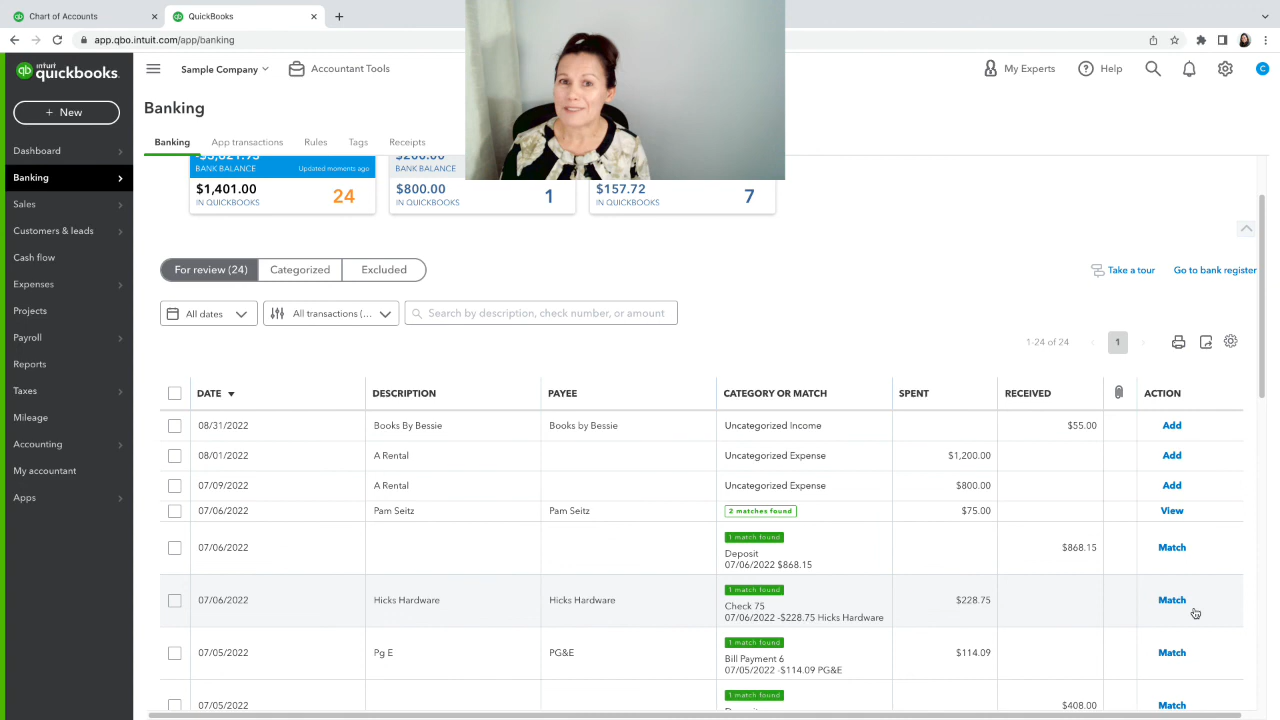 Chart of Accounts
QuickBooks
app.qbo.intuit.com/app/banking
intuit quickbooks.
Sample Company
Accountant Tools
My Experts
Help
C
+ New
Banking
Banking
App transactions
Rules
Tags
Receipts
Dashboard
Banking
Sales
Customers & leads
Cash flow
Expenses
Projects
Payroll
Reports
Taxes
Mileage
Accounting
My accountant
Apps
-$3,621.93
BANK BALANCE
Updated moments ago
$1,401.00
IN QUICKBOOKS
24
$200.00
BANK BALANCE
$800.00
IN QUICKBOOKS
1
$157.72
IN QUICKBOOKS
7
For review (24)
Categorized
Excluded
Take a tour
Go to bank register
All dates
All transactions (...
Search by description, check number, or amount
1-24 of 24
1
DATE DESCRIPTION PAYEE CATEGORY OR MATCH SPENT RECEIVED ACTION
08/31/2022 Books By Bessie Books by Bessie Uncategorized Income $55.00 Add
08/01/2022 A Rental Uncategorized Expense $1,200.00 Add
07/09/2022 A Rental Uncategorized Expense $800.00 Add
07/06/2022 Pam Seitz Pam Seitz 2 matches found $75.00 View
1 match found
07/06/2022 Deposit $868.15 Match
07/06/2022 $868.15
1 match found
07/06/2022 Hicks Hardware Hicks Hardware Check 75 $228.75 Match
07/06/2022 -$228.75 Hicks Hardware
1 match found
07/05/2022 Pg E PG&E Bill Payment 6 $114.09 Match
07/05/2022 -$114.09 PG&E
1 match found
07/05/2022 $408.00 Match